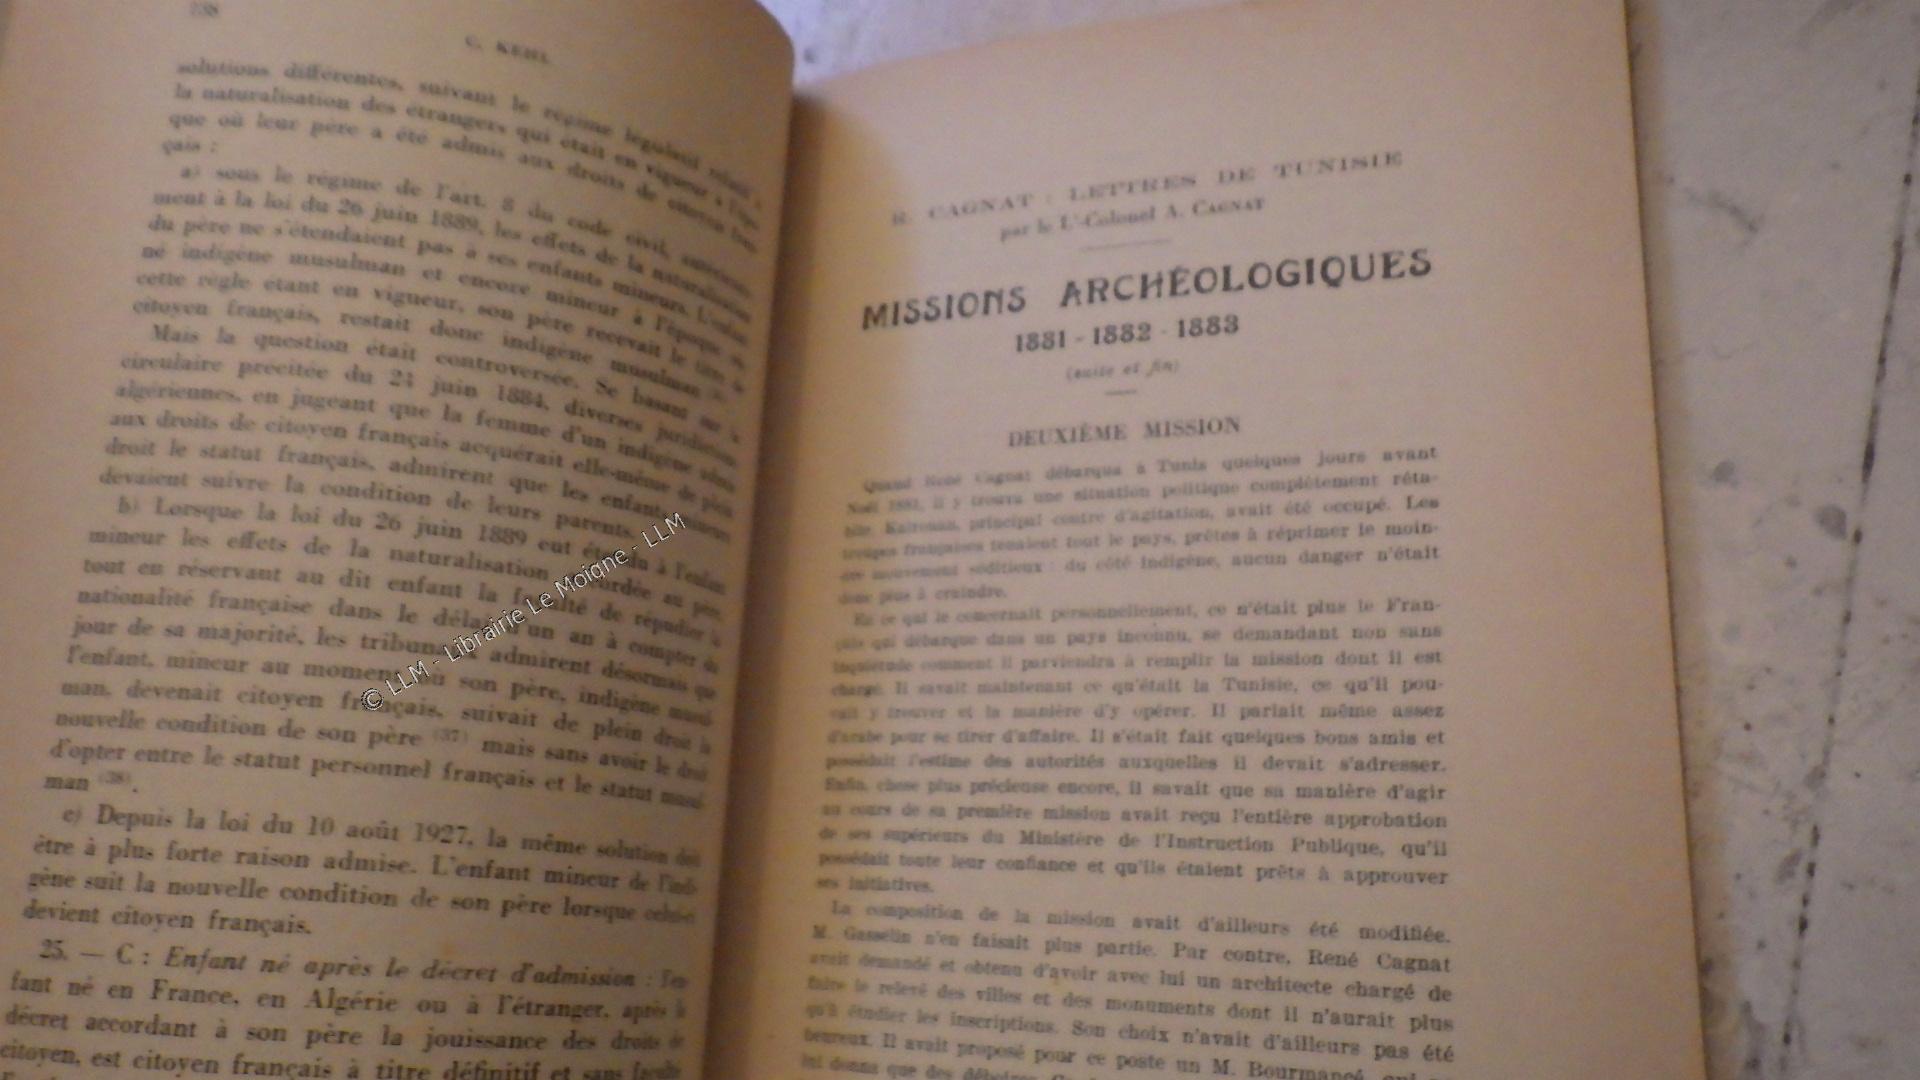 238
C. KEHL
solutions différentes, suivant le régime législatif relatif à
la naturalisation des étrangers qui était en vigueur à l'épo-
que où leur père a été admis aux droits de citoyen fran-
çais :
a) sous le régime de l'art. 8 du code civil,
ment à la loi du 26 juin 1889, les effets de la naturalisation
du père ne s'étendaient pas à ses enfants mineurs. L'enfant
né indigène musulman et encore mineur à l'époque où,
cette règle étant en vigueur, son père recevait le titre de
citoyen français, restait donc indigène musulman
Mais la question était controversée. Se basant sur la
circulaire précitée du 24 juin 1884, diverses juridictions
algériennes, en jugeant que la femme d'un indigène admis
aux droits de citoyen français acquérait elle-même de plein
droit le statut français, admirent que les enfants mineurs
devaient suivre la condition de leurs parents.
b) Lorsque la loi du 26 juin 1889 eut étendu à l'enfant
mineur les effets de la naturalisation accordée au père,
tout en réservant au dit enfant la faculté de répudier la
nationalité française dans le délai d'un an à compter du
jour de sa majorité, les tribunaux admirent désormais que
l'enfant, mineur au moment où son père, indigène musul-
man, devenait citoyen français, suivait de plein droit la
nouvelle condition de son père (37) mais sans avoir le droit
d'opter entre le statut personnel français et le statut musul-
man (38).
c) Depuis la loi du 10 août 1927, la même solution doit
être à plus forte raison admise. L'enfant mineur de l'indi-
gène suit la nouvelle condition de son père lorsque celui-ci
devient citoyen français.
25. — C : Enfant né après le décret d'admission : l'en-
fant né en France, en Algérie ou à l'étranger, après le
décret accordant à son père la jouissance des droits de
citoyen, est citoyen français à titre définitif et sans faculté
© LLM - Librairie Le Moigne - LLM
R. CAGNAT : LETTRES DE TUNISIE
par le Lt-Colonel A. CAGNAT
MISSIONS ARCHÉOLOGIQUES
1881 - 1882 - 1883
(suite et fin)
DEUXIÈME MISSION
Quand René Cagnat débarqua à Tunis quelques jours avant
Noël 1881, il y trouva une situation politique complètement réta-
blie. Kairouan, principal centre d'agitation, avait été occupé. Les
troupes françaises tenaient tout le pays, prêtes à réprimer le moin-
dre mouvement séditieux : du côté indigène, aucun danger n'était
donc plus à craindre.
En ce qui le concernait personnellement, ce n'était plus le Fran-
çais qui débarque dans un pays inconnu, se demandant non sans
inquiétude comment il parviendra à remplir la mission dont il est
chargé. Il savait maintenant ce qu'était la Tunisie, ce qu'il pou-
vait y trouver et la manière d'y opérer. Il parlait même assez
d'arabe pour se tirer d'affaire. Il s'était fait quelques bons amis et
possédait l'estime des autorités auxquelles il devait s'adresser.
Enfin, chose plus précieuse encore, il savait que sa manière d'agir
au cours de sa première mission avait reçu l'entière approbation
de ses supérieurs du Ministère de l'Instruction Publique, qu'il
possédait toute leur confiance et qu'ils étaient prêts à approuver
ses initiatives.
La composition de la mission avait d'ailleurs été modifiée.
M. Gasselin n'en faisait plus partie. Par contre, René Cagnat
avait demandé et obtenu d'avoir avec lui un architecte chargé de
faire le relevé des villes et des monuments dont il n'aurait plus
qu'à étudier les inscriptions. Son choix n'avait d'ailleurs pas été
heureux. Il avait proposé pour ce poste un M. Bourmancé, qui ne
lui donna que des déboires.